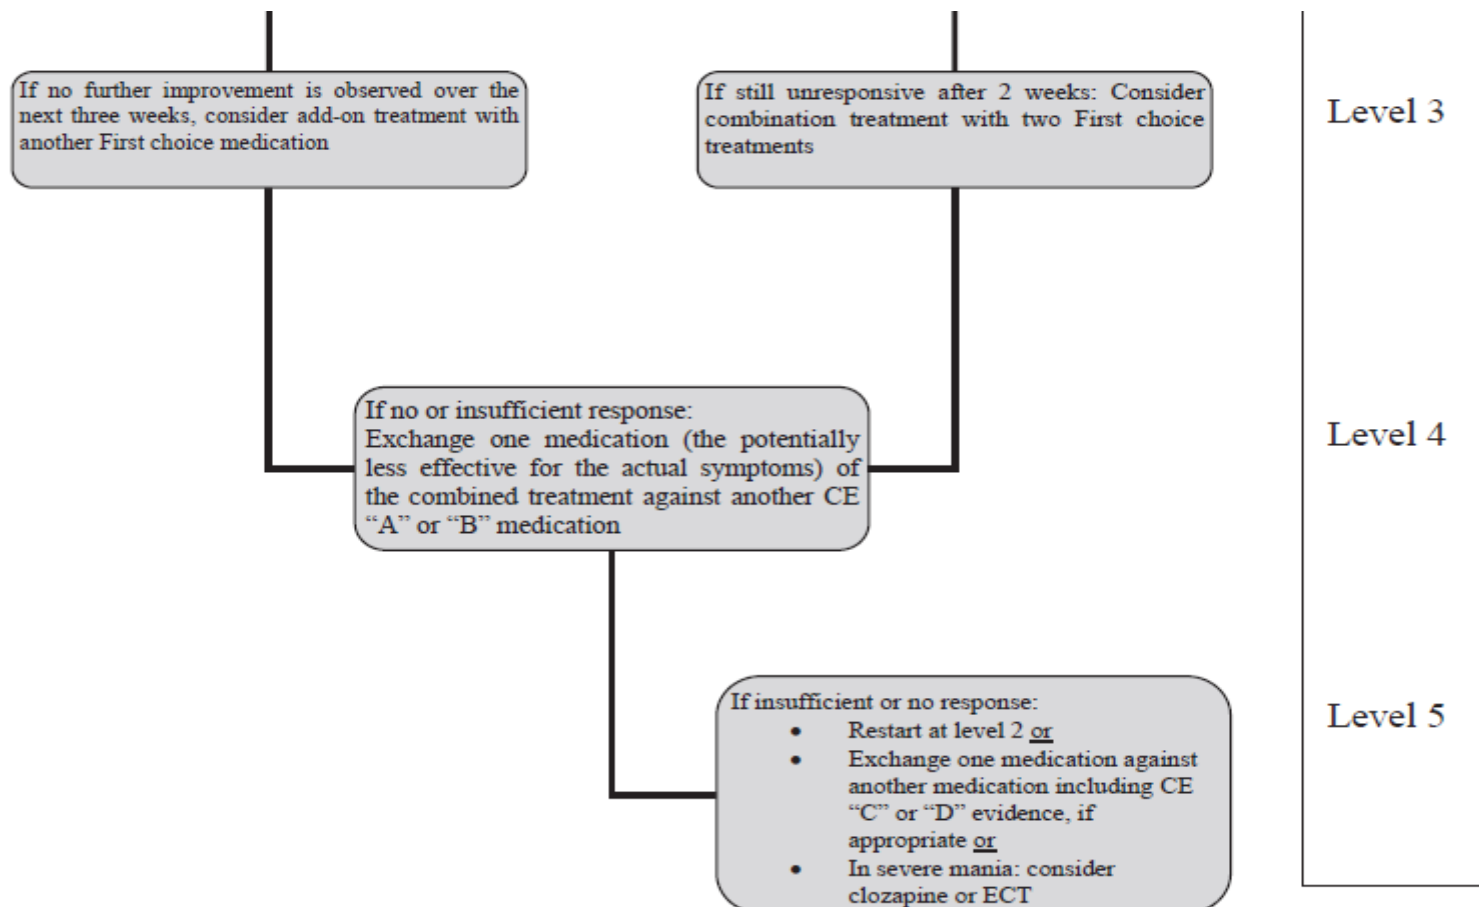 If no further improvement is observed over the
next three weeks, consider add-on treatment with
another First choice medication
If still unresponsive after 2 weeks: Consider
combination treatment with two First choice
treatments
Level 3
If no or insufficient response:
Exchange one medication (the potentially
less effective for the actual symptoms) of
the combined treatment against another CE
“A” or “B” medication
Level 4
If insufficient or no response:
• Restart at level 2 or
• Exchange one medication against
another medication including CE
“C” or “D” evidence, if
appropriate or
• In severe mania: consider
clozapine or ECT
Level 5